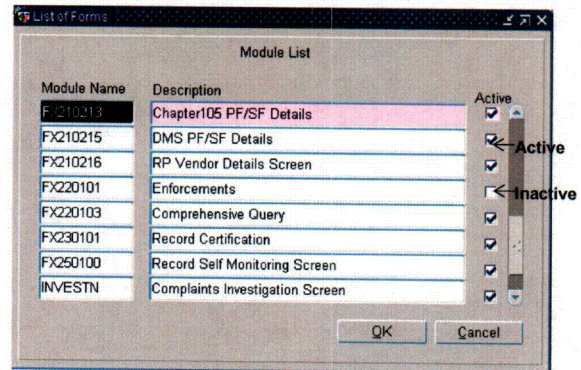 List of Forms
Module List
Module Name Description Active
FX210213 Chapter105 PF/SF Details
FX210215 DMS PF/SF Details
Active
FX210216 RP Vendor Details Screen
FX220101 Enforcements
Inactive
FX220103 Comprehensive Query
FX230101 Record Certification
FX250100 Record Self Monitoring Screen
INVESTN Complaints Investigation Screen
OK Cancel